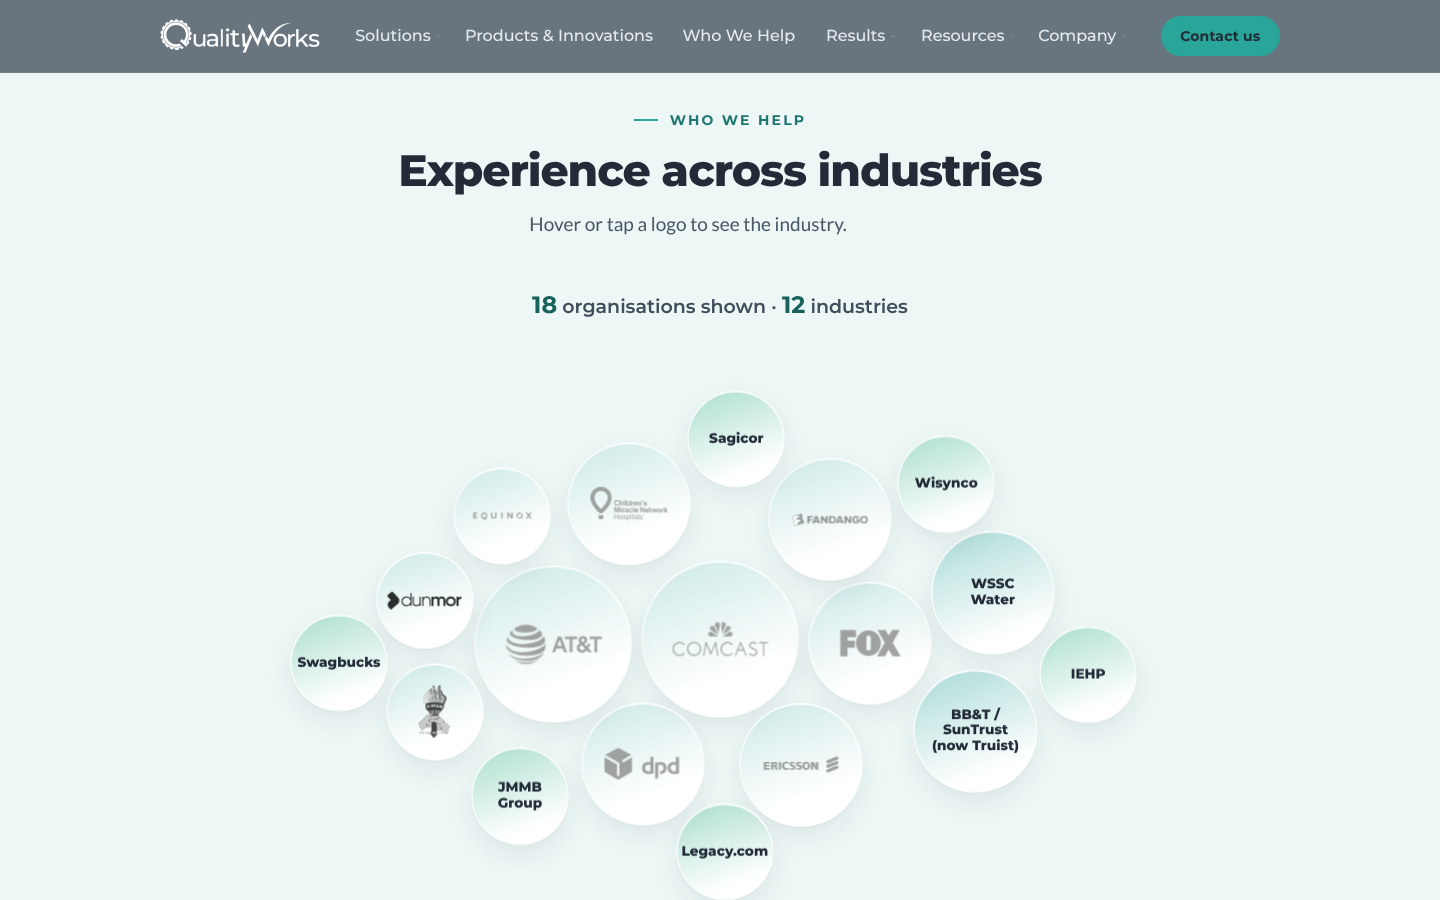 QualityWorks
Solutions
Products & Innovations
Who We Help
Results
Resources
Company
Contact us
WHO WE HELP
Experience across industries
Hover or tap a logo to see the industry.
18 organisations shown · 12 industries
Sagicor
Wisynco
EQUINOX
Children's
Miracle Network
Hospitals
FANDANGO
WSSC
Water
dunmor
AT&T
COMCAST
FOX
Swagbucks
IEHP
BB&T /
SunTrust
(now Truist)
dpd
ERICSSON
JMMB
Group
Legacy.com